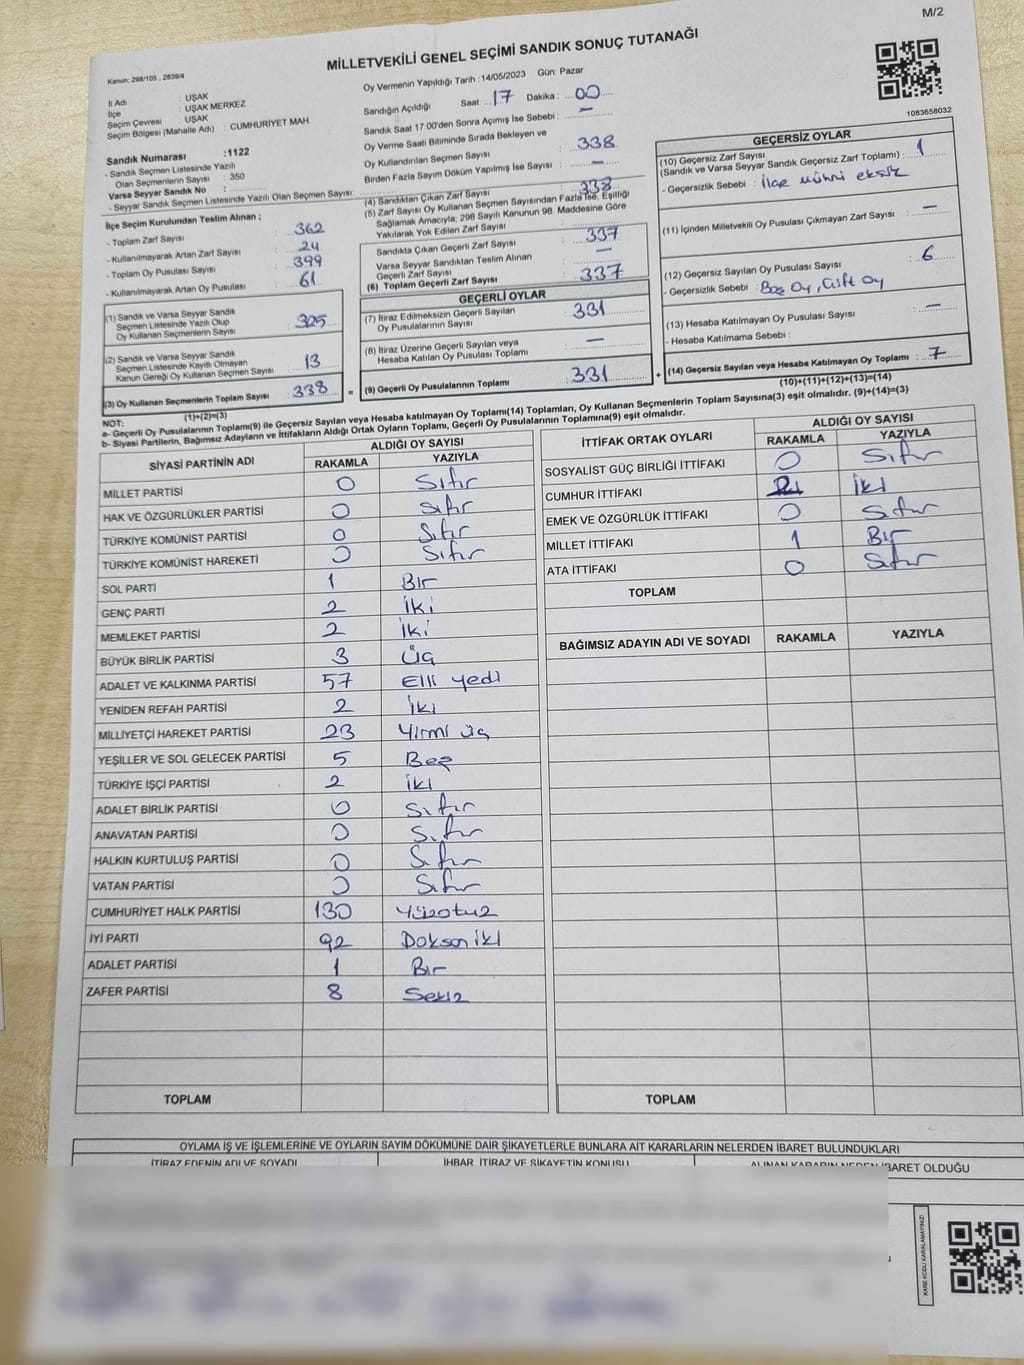 M/2
MİLLETVEKİLİ GENEL SEÇİMİ SANDIK SONUÇ TUTANAĞI
Kanun: 298/105 , 2839/4
İl Adı : UŞAK
İlçe : UŞAK MERKEZ
Seçim Çevresi : UŞAK
Seçim Bölgesi (Mahalle Adı) : CUMHURİYET MAH.
Sandık Numarası :1122
- Sandık Seçmen Listesinde Yazılı
Olan Seçmenlerin Sayısı : 350
Varsa Seyyar Sandık No :
- Seyyar Sandık Seçmen Listesinde Yazılı Olan Seçmen Sayısı:
Oy Vermenin Yapıldığı Tarih : 14/05/2023 Gün: Pazar
Sandığın Açıldığı Saat 17 Dakika : 00
Sandık Saat 17:00'den Sonra Açımış İse Sebebi : —
Oy Verme Saati Bitiminde Sırada Bekleyen ve
Oy Kullandırılan Seçmen Sayısı : 338
Birden Fazla Sayım Döküm Yapılmış İse Sayısı : —
1083658032
İlçe Seçim Kurulundan Teslim Alınan ;
- Toplam Zarf Sayısı : 362
- Kullanılmayarak Artan Zarf Sayısı : 24
- Toplam Oy Pusulası Sayısı : 399
- Kullanılmayarak Artan Oy Pusulası : 61
(1) Sandık ve Varsa Seyyar Sandık
Seçmen Listesinde Yazılı Olup
Oy Kullanan Seçmenlerin Sayısı : 325
(2) Sandık ve Varsa Seyyar Sandık
Seçmen Listesinde Kayıtlı Olmayan
Kanun Gereği Oy Kullanan Seçmen Sayısı : 13
(3) Oy Kullanan Seçmenlerin Toplam Sayısı : 338
(1)+(2)=(3)
(4) Sandıktan Çıkan Zarf Sayısı : 338
(5) Zarf Sayısı Oy Kullanan Seçmen Sayısından Fazla İse, Eşitliği
Sağlamak Amacıyla; 298 Sayılı Kanunun 98. Maddesine Göre
Yakılarak Yok Edilen Zarf Sayısı :
Sandıkta Çıkan Geçerli Zarf Sayısı : 337
Varsa Seyyar Sandıktan Teslim Alınan
Geçerli Zarf Sayısı : —
(6) Toplam Geçerli Zarf Sayısı : 337
GEÇERLİ OYLAR
(7) İtiraz Edilmeksizin Geçerli Sayılan
Oy Pusulalarının Sayısı : 331
(8) İtiraz Üzerine Geçerli Sayılan veya
Hesaba Katılan Oy Pusulası Toplamı : —
= (9) Geçerli Oy Pusulalarının Toplamı : 331 +
GEÇERSİZ OYLAR
(10) Geçersiz Zarf Sayısı
(Sandık ve Varsa Seyyar Sandık Geçersiz Zarf Toplamı) : 1
- Geçersizlik Sebebi : İlçe mührü eksik
(11) İçinden Milletvekili Oy Pusulası Çıkmayan Zarf Sayısı : —
(12) Geçersiz Sayılan Oy Pusulası Sayısı : 6
- Geçersizlik Sebebi : Boş Oy, Çift Oy
(13) Hesaba Katılmayan Oy Pusulası Sayısı : —
- Hesaba Katılmama Sebebi :
(14) Geçersiz Sayılan veya Hesaba Katılmayan Oy Toplamı : 7
(10)+(11)+(12)+(13)=(14)
NOT:
a- Geçerli Oy Pusulalarının Toplamı(9) ile Geçersiz Sayılan veya Hesaba katılmayan Oy Toplamı(14) Toplamları, Oy Kullanan Seçmenlerin Toplam Sayısına(3) eşit olmalıdır. (9)+(14)=(3)
b- Siyasi Partilerin, Bağımsız Adayların ve İttifakların Aldığı Ortak Oyların Toplamı, Geçerli Oy Pusulalarının Toplamına(9) eşit olmalıdır.
SİYASİ PARTİNİN ADI ALDIĞI OY SAYISI
RAKAMLA YAZIYLA
MİLLET PARTİSİ 0 Sıfır
HAK VE ÖZGÜRLÜKLER PARTİSİ 0 Sıfır
TÜRKİYE KOMÜNİST PARTİSİ 0 Sıfır
TÜRKİYE KOMÜNİST HAREKETİ 0 Sıfır
SOL PARTİ 1 Bir
GENÇ PARTİ 2 İki
MEMLEKET PARTİSİ 2 İki
BÜYÜK BİRLİK PARTİSİ 3 Üç
ADALET VE KALKINMA PARTİSİ 57 Elli yedi
YENİDEN REFAH PARTİSİ 2 İki
MİLLİYETÇİ HAREKET PARTİSİ 23 Yirmi üç
YEŞİLLER VE SOL GELECEK PARTİSİ 5 Beş
TÜRKİYE İŞÇİ PARTİSİ 2 İki
ADALET BİRLİK PARTİSİ 0 Sıfır
ANAVATAN PARTİSİ 0 Sıfır
HALKIN KURTULUŞ PARTİSİ 0 Sıfır
VATAN PARTİSİ 0 Sıfır
CUMHURİYET HALK PARTİSİ 130 Yüzotuz
İYİ PARTİ 92 Doksan iki
ADALET PARTİSİ 1 Bir
ZAFER PARTİSİ 8 Sekiz
TOPLAM
İTTİFAK ORTAK OYLARI ALDIĞI OY SAYISI
RAKAMLA YAZIYLA
SOSYALİST GÜÇ BİRLİĞİ İTTİFAKI 0 Sıfır
CUMHUR İTTİFAKI 2 İki
EMEK VE ÖZGÜRLÜK İTTİFAKI 0 Sıfır
MİLLET İTTİFAKI 1 Bir
ATA İTTİFAKI 0 Sıfır
TOPLAM
BAĞIMSIZ ADAYIN ADI VE SOYADI RAKAMLA YAZIYLA
TOPLAM
OYLAMA İŞ VE İŞLEMLERİNE VE OYLARIN SAYIM DÖKÜMÜNE DAİR ŞİKAYETLERLE BUNLARA AİT KARARLARIN NELERDEN İBARET BULUNDUKLARI
İTİRAZ EDENİN ADI VE SOYADI İHBAR, İTİRAZ VE ŞİKAYETİN KONUSU ALINAN KARARIN NEDEN İBARET OLDUĞU
KARE KODU KARALAMAYINIZ!